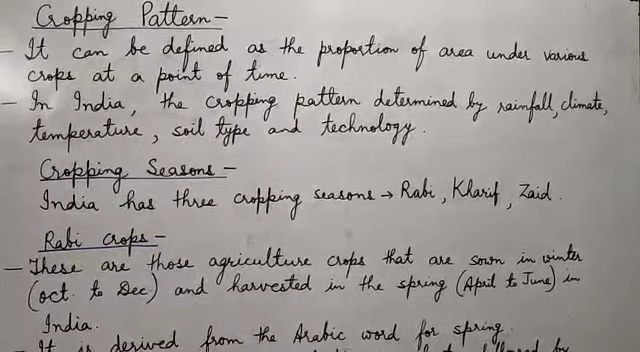 Cropping Pattern -
- It can be defined as the proportion of area under various
crops at a point of time.
- In India, the cropping pattern determined by rainfall, climate,
temperature, soil type and technology.
Cropping Seasons -
India has three cropping seasons → Rabi, Kharif, Zaid.
Rabi crops -
- These are those agriculture crops that are sown in winter
(oct. to Dec) and harvested in the spring (April to June) in
India.
- It is derived from the Arabic word for spring.